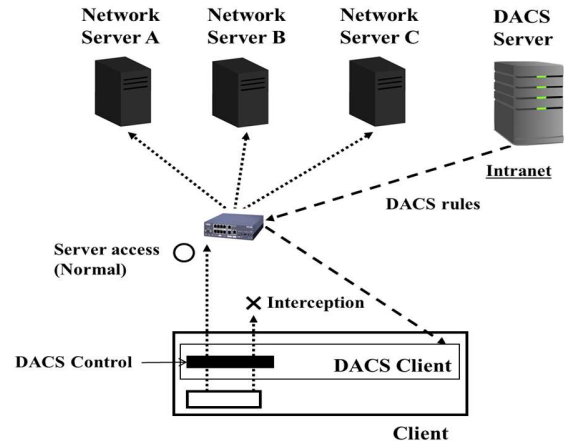 Network
Server A
Network
Server B
Network
Server C
DACS
Server
Intranet
DACS rules
Server access
(Normal)
Interception
DACS Control
DACS Client
Client